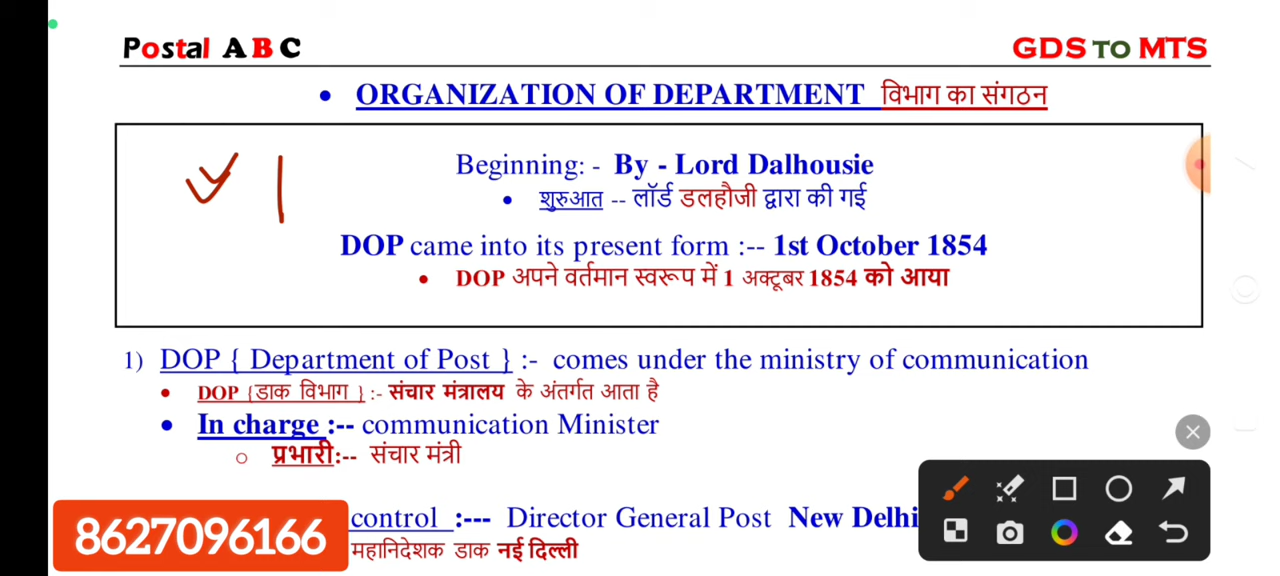 Postal A B C
GDS TO MTS
• ORGANIZATION OF DEPARTMENT विभाग का संगठन
Beginning: - By - Lord Dalhousie
• शुरुआत -- लॉर्ड डलहौजी द्वारा की गई
DOP came into its present form :-- 1st October 1854
• DOP अपने वर्तमान स्वरूप में 1 अक्टूबर 1854 को आया
1) DOP { Department of Post } :- comes under the ministry of communication
• DOP {डाक विभाग } :- संचार मंत्रालय के अंतर्गत आता है
• In charge :-- communication Minister
○ प्रभारी:-- संचार मंत्री
control :--- Director General Post New Delhi
महानिदेशक डाक नई दिल्ली
8627096166